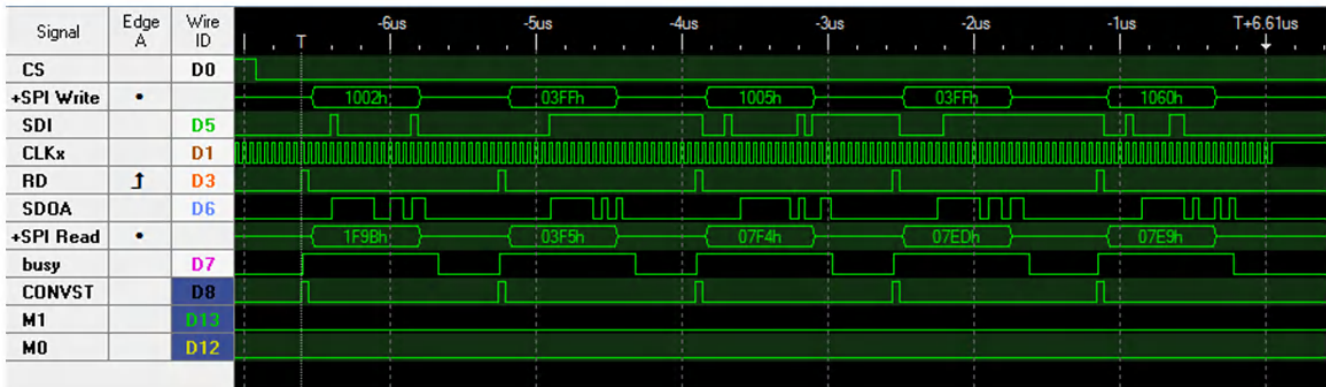 Signal Edge A Wire ID T -6us -5us -4us -3us -2us -1us T+6.61us
CS D0
+SPI Write • 1002h 03FFh 1005h 03FFh 1060h
SDI D5
CLKx D1
RD D3
SDOA D6
+SPI Read • 1F9Bh 03F5h 07F4h 07EDh 07E9h
busy D7
CONVST D8
M1 D13
M0 D12